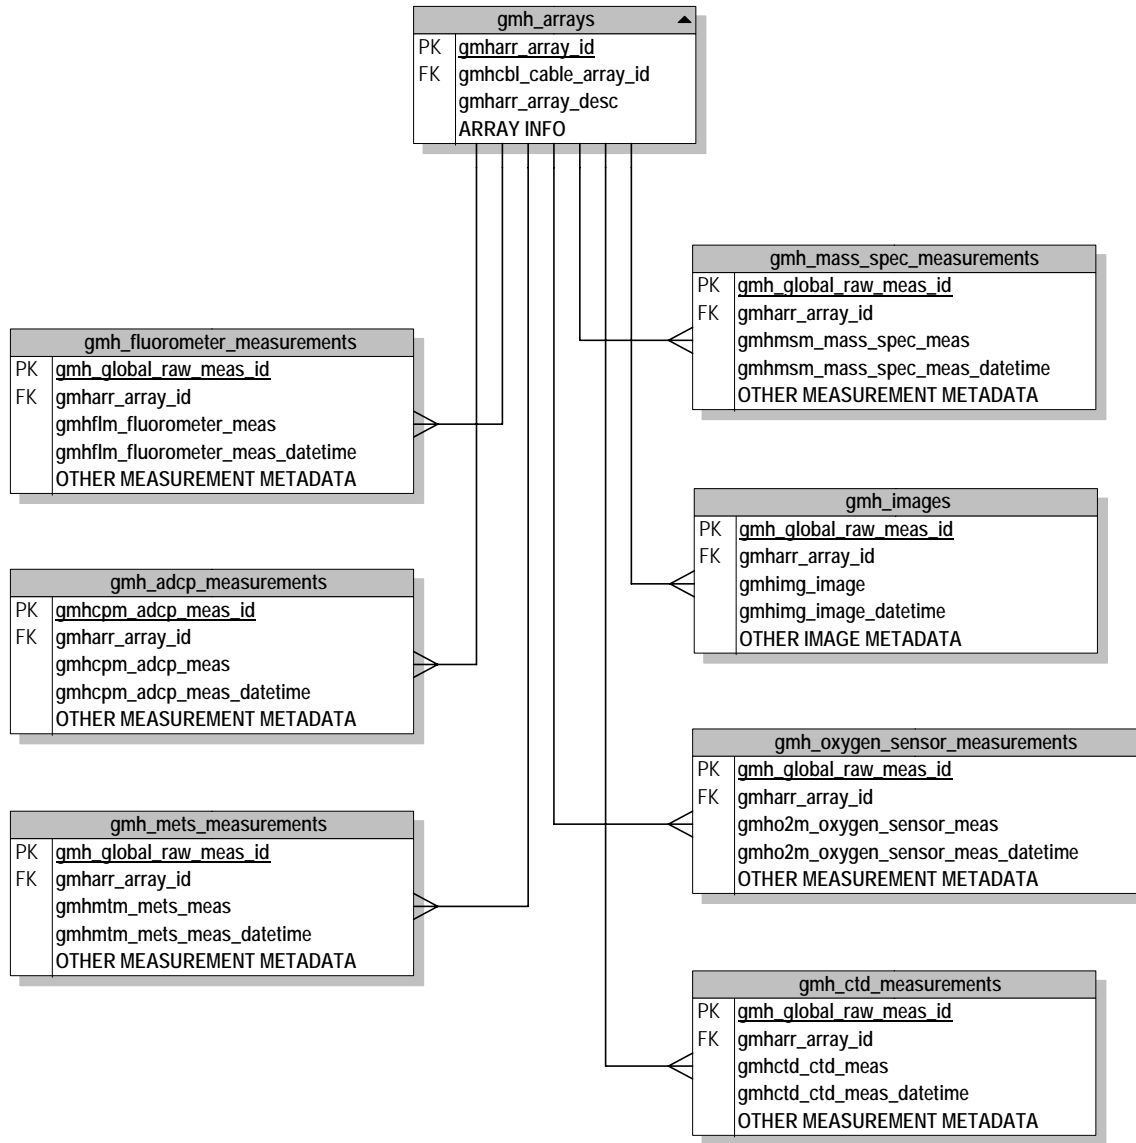 gmh_arrays
PK gmharr_array_id
FK gmhcbl_cable_array_id
gmharr_array_desc
ARRAY INFO
gmh_fluorometer_measurements
PK gmh_global_raw_meas_id
FK gmharr_array_id
gmhflm_fluorometer_meas
gmhflm_fluorometer_meas_datetime
OTHER MEASUREMENT METADATA
gmh_adcp_measurements
PK gmhcpm_adcp_meas_id
FK gmharr_array_id
gmhcpm_adcp_meas
gmhcpm_adcp_meas_datetime
OTHER MEASUREMENT METADATA
gmh_mets_measurements
PK gmh_global_raw_meas_id
FK gmharr_array_id
gmhmtm_mets_meas
gmhmtm_mets_meas_datetime
OTHER MEASUREMENT METADATA
gmh_mass_spec_measurements
PK gmh_global_raw_meas_id
FK gmharr_array_id
gmhmsm_mass_spec_meas
gmhmsm_mass_spec_meas_datetime
OTHER MEASUREMENT METADATA
gmh_images
PK gmh_global_raw_meas_id
FK gmharr_array_id
gmhimg_image
gmhimg_image_datetime
OTHER IMAGE METADATA
gmh_oxygen_sensor_measurements
PK gmh_global_raw_meas_id
FK gmharr_array_id
gmho2m_oxygen_sensor_meas
gmho2m_oxygen_sensor_meas_datetime
OTHER MEASUREMENT METADATA
gmh_ctd_measurements
PK gmh_global_raw_meas_id
FK gmharr_array_id
gmhctd_ctd_meas
gmhctd_ctd_meas_datetime
OTHER MEASUREMENT METADATA